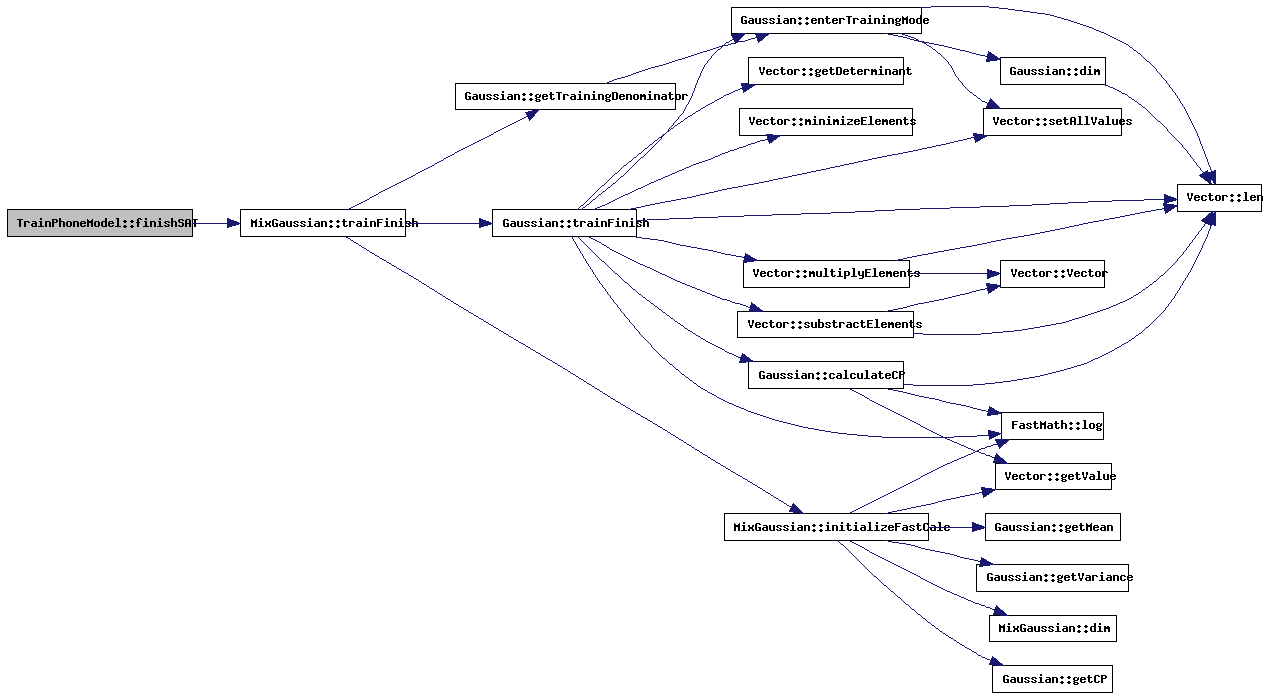 Gaussian::enterTrainingMode
Vector::getDeterminant
Gaussian::dim
Gaussian::getTrainingDenominator
Vector::minimizeElements
Vector::setAllValues
Vector::len
TrainPhoneModel::finishSAT
MixGaussian::trainFinish
Gaussian::trainFinish
Vector::multiplyElements
Vector::Vector
Vector::substractElements
Gaussian::calculateCP
FastMath::log
Vector::getValue
MixGaussian::initializeFastCalc
Gaussian::getMean
Gaussian::getVariance
MixGaussian::dim
Gaussian::getCP